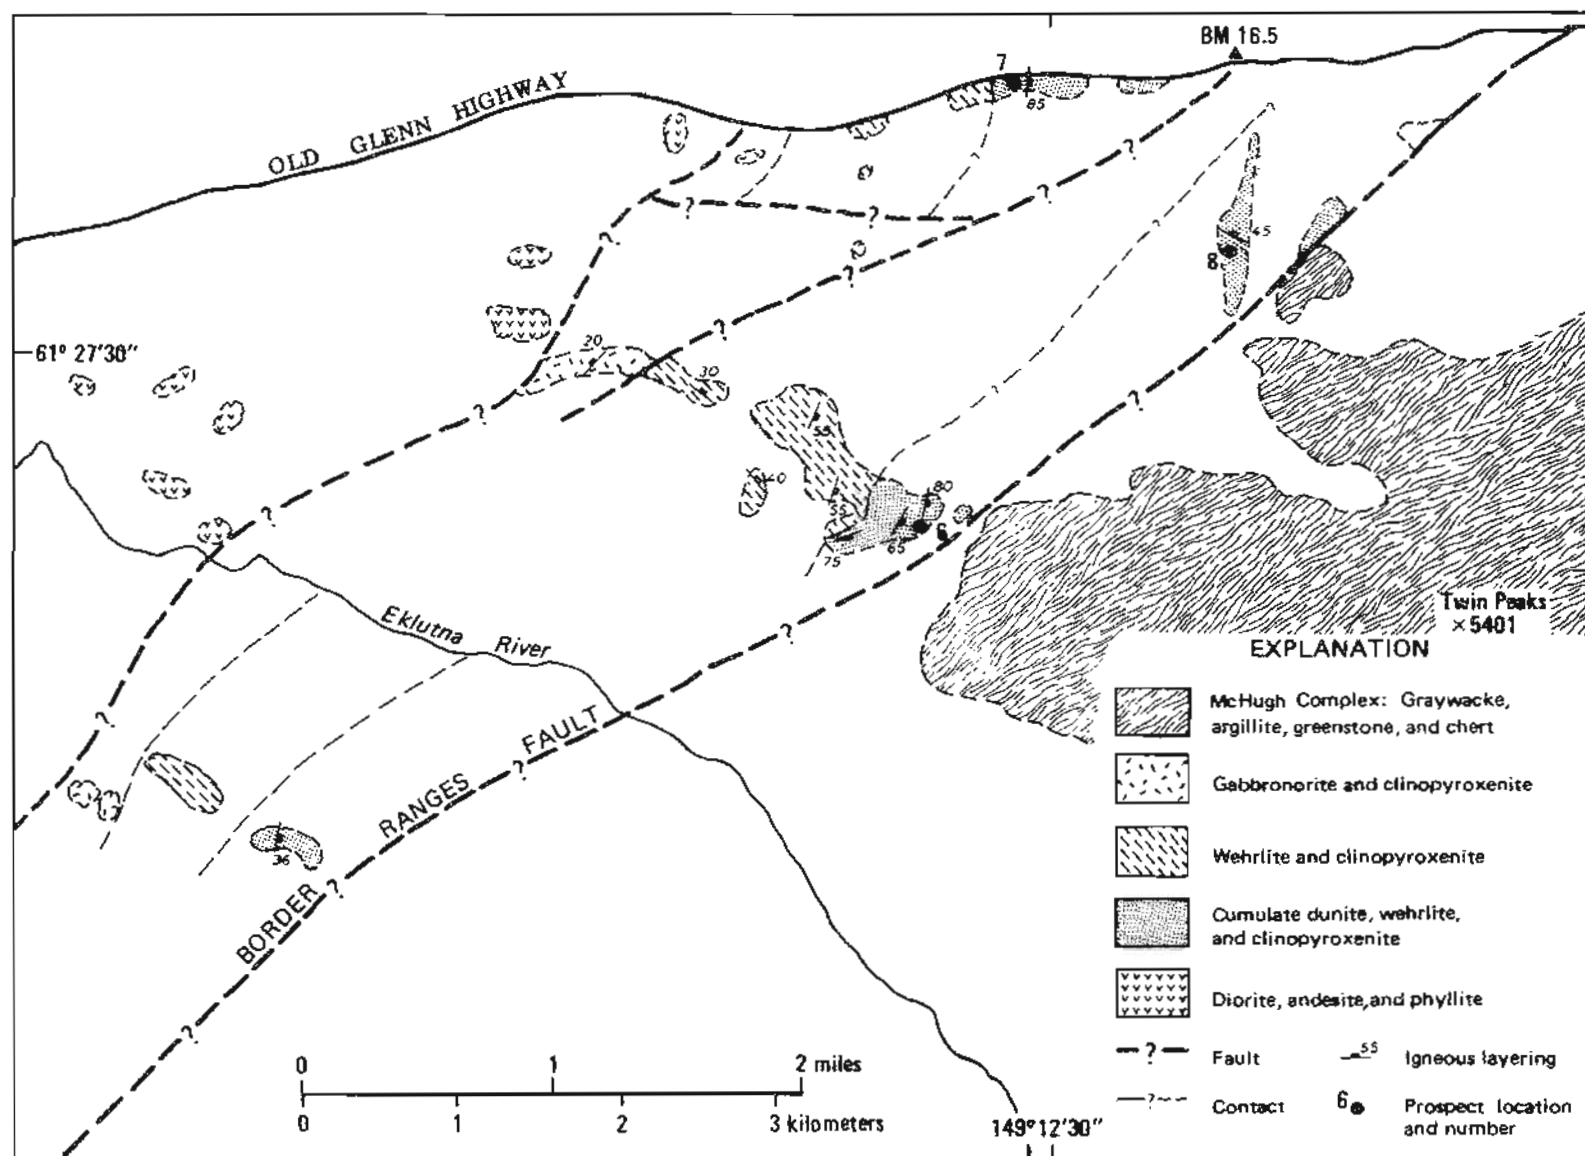 BM 16.5
7
85
OLD GLENN HIGHWAY
?
?
?
?
?
?
?
45
8
?
?
?
61° 27'30"
20
30
?
?
55
0
80
55
65
6
75
?
Twin Peaks
×5401
Eklutna River
?
?
BORDER RANGES FAULT
?
36
?
?
EXPLANATION
McHugh Complex: Graywacke,
argillite, greenstone, and chert
Gabbronorite and clinopyroxenite
Wehrlite and clinopyroxenite
Cumulate dunite, wehrlite,
and clinopyroxenite
Diorite, andesite, and phyllite
? Fault
55 Igneous layering
? Contact
6 Prospect location
and number
0 1 2 miles
0 1 2 3 kilometers
149°12'30"